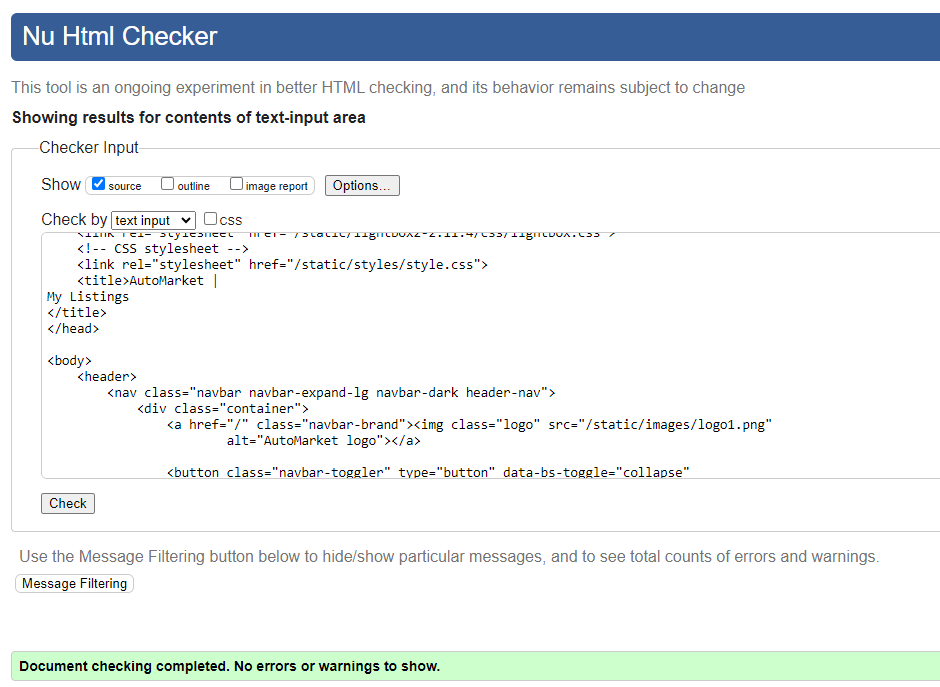 Nu Html Checker
This tool is an ongoing experiment in better HTML checking, and its behavior remains subject to change
Showing results for contents of text-input area
Checker Input
Show source outline image report Options...
Check by text input css
<link rel="stylesheet" href="/static/lightbox2-2.11.4/css/lightbox.css">
<!-- CSS stylesheet -->
<link rel="stylesheet" href="/static/styles/style.css">
<title>AutoMarket |
My Listings
</title>
</head>
<body>
<header>
<nav class="navbar navbar-expand-lg navbar-dark header-nav">
<div class="container">
<a href="/" class="navbar-brand"><img class="logo" src="/static/images/logo1.png"
alt="AutoMarket logo"></a>
<button class="navbar-toggler" type="button" data-bs-toggle="collapse"
Check
Use the Message Filtering button below to hide/show particular messages, and to see total counts of errors and warnings.
Message Filtering
Document checking completed. No errors or warnings to show.